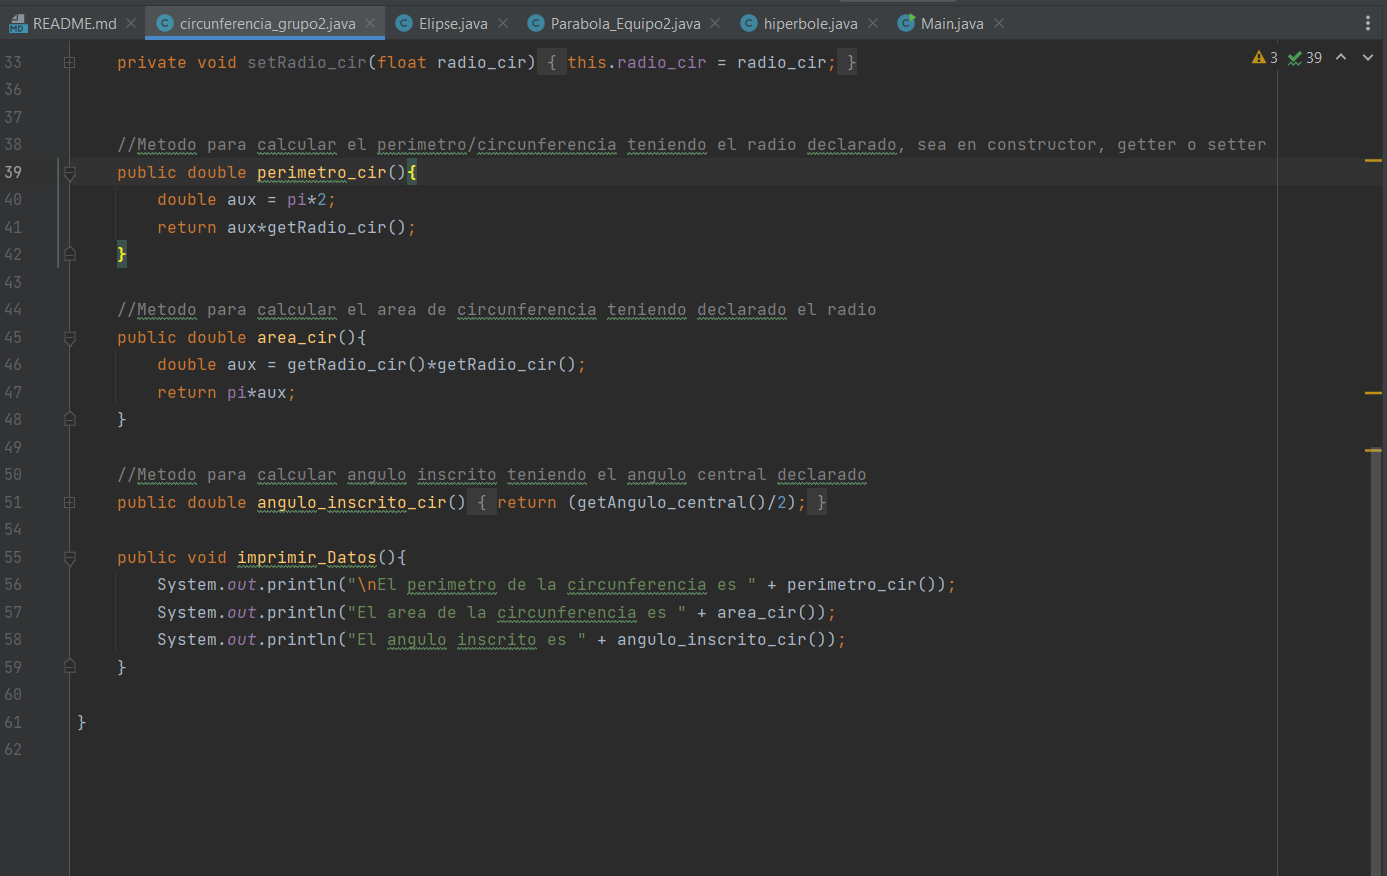 README.md circunferencia_grupo2.java Elipse.java Parabola_Equipo2.java hiperbole.java Main.java
3 39
33 private void setRadio_cir(float radio_cir) { this.radio_cir = radio_cir; }
36
37
38 //Metodo para calcular el perimetro/circunferencia teniendo el radio declarado, sea en constructor, getter o setter
39 public double perimetro_cir(){
40 double aux = pi*2;
41 return aux*getRadio_cir();
42 }
43
44 //Metodo para calcular el area de circunferencia teniendo declarado el radio
45 public double area_cir(){
46 double aux = getRadio_cir()*getRadio_cir();
47 return pi*aux;
48 }
49
50 //Metodo para calcular angulo inscrito teniendo el angulo central declarado
51 public double angulo_inscrito_cir() { return (getAngulo_central()/2); }
54
55 public void imprimir_Datos(){
56 System.out.println("\nEl perimetro de la circunferencia es " + perimetro_cir());
57 System.out.println("El area de la circunferencia es " + area_cir());
58 System.out.println("El angulo inscrito es " + angulo_inscrito_cir());
59 }
60
61 }
62